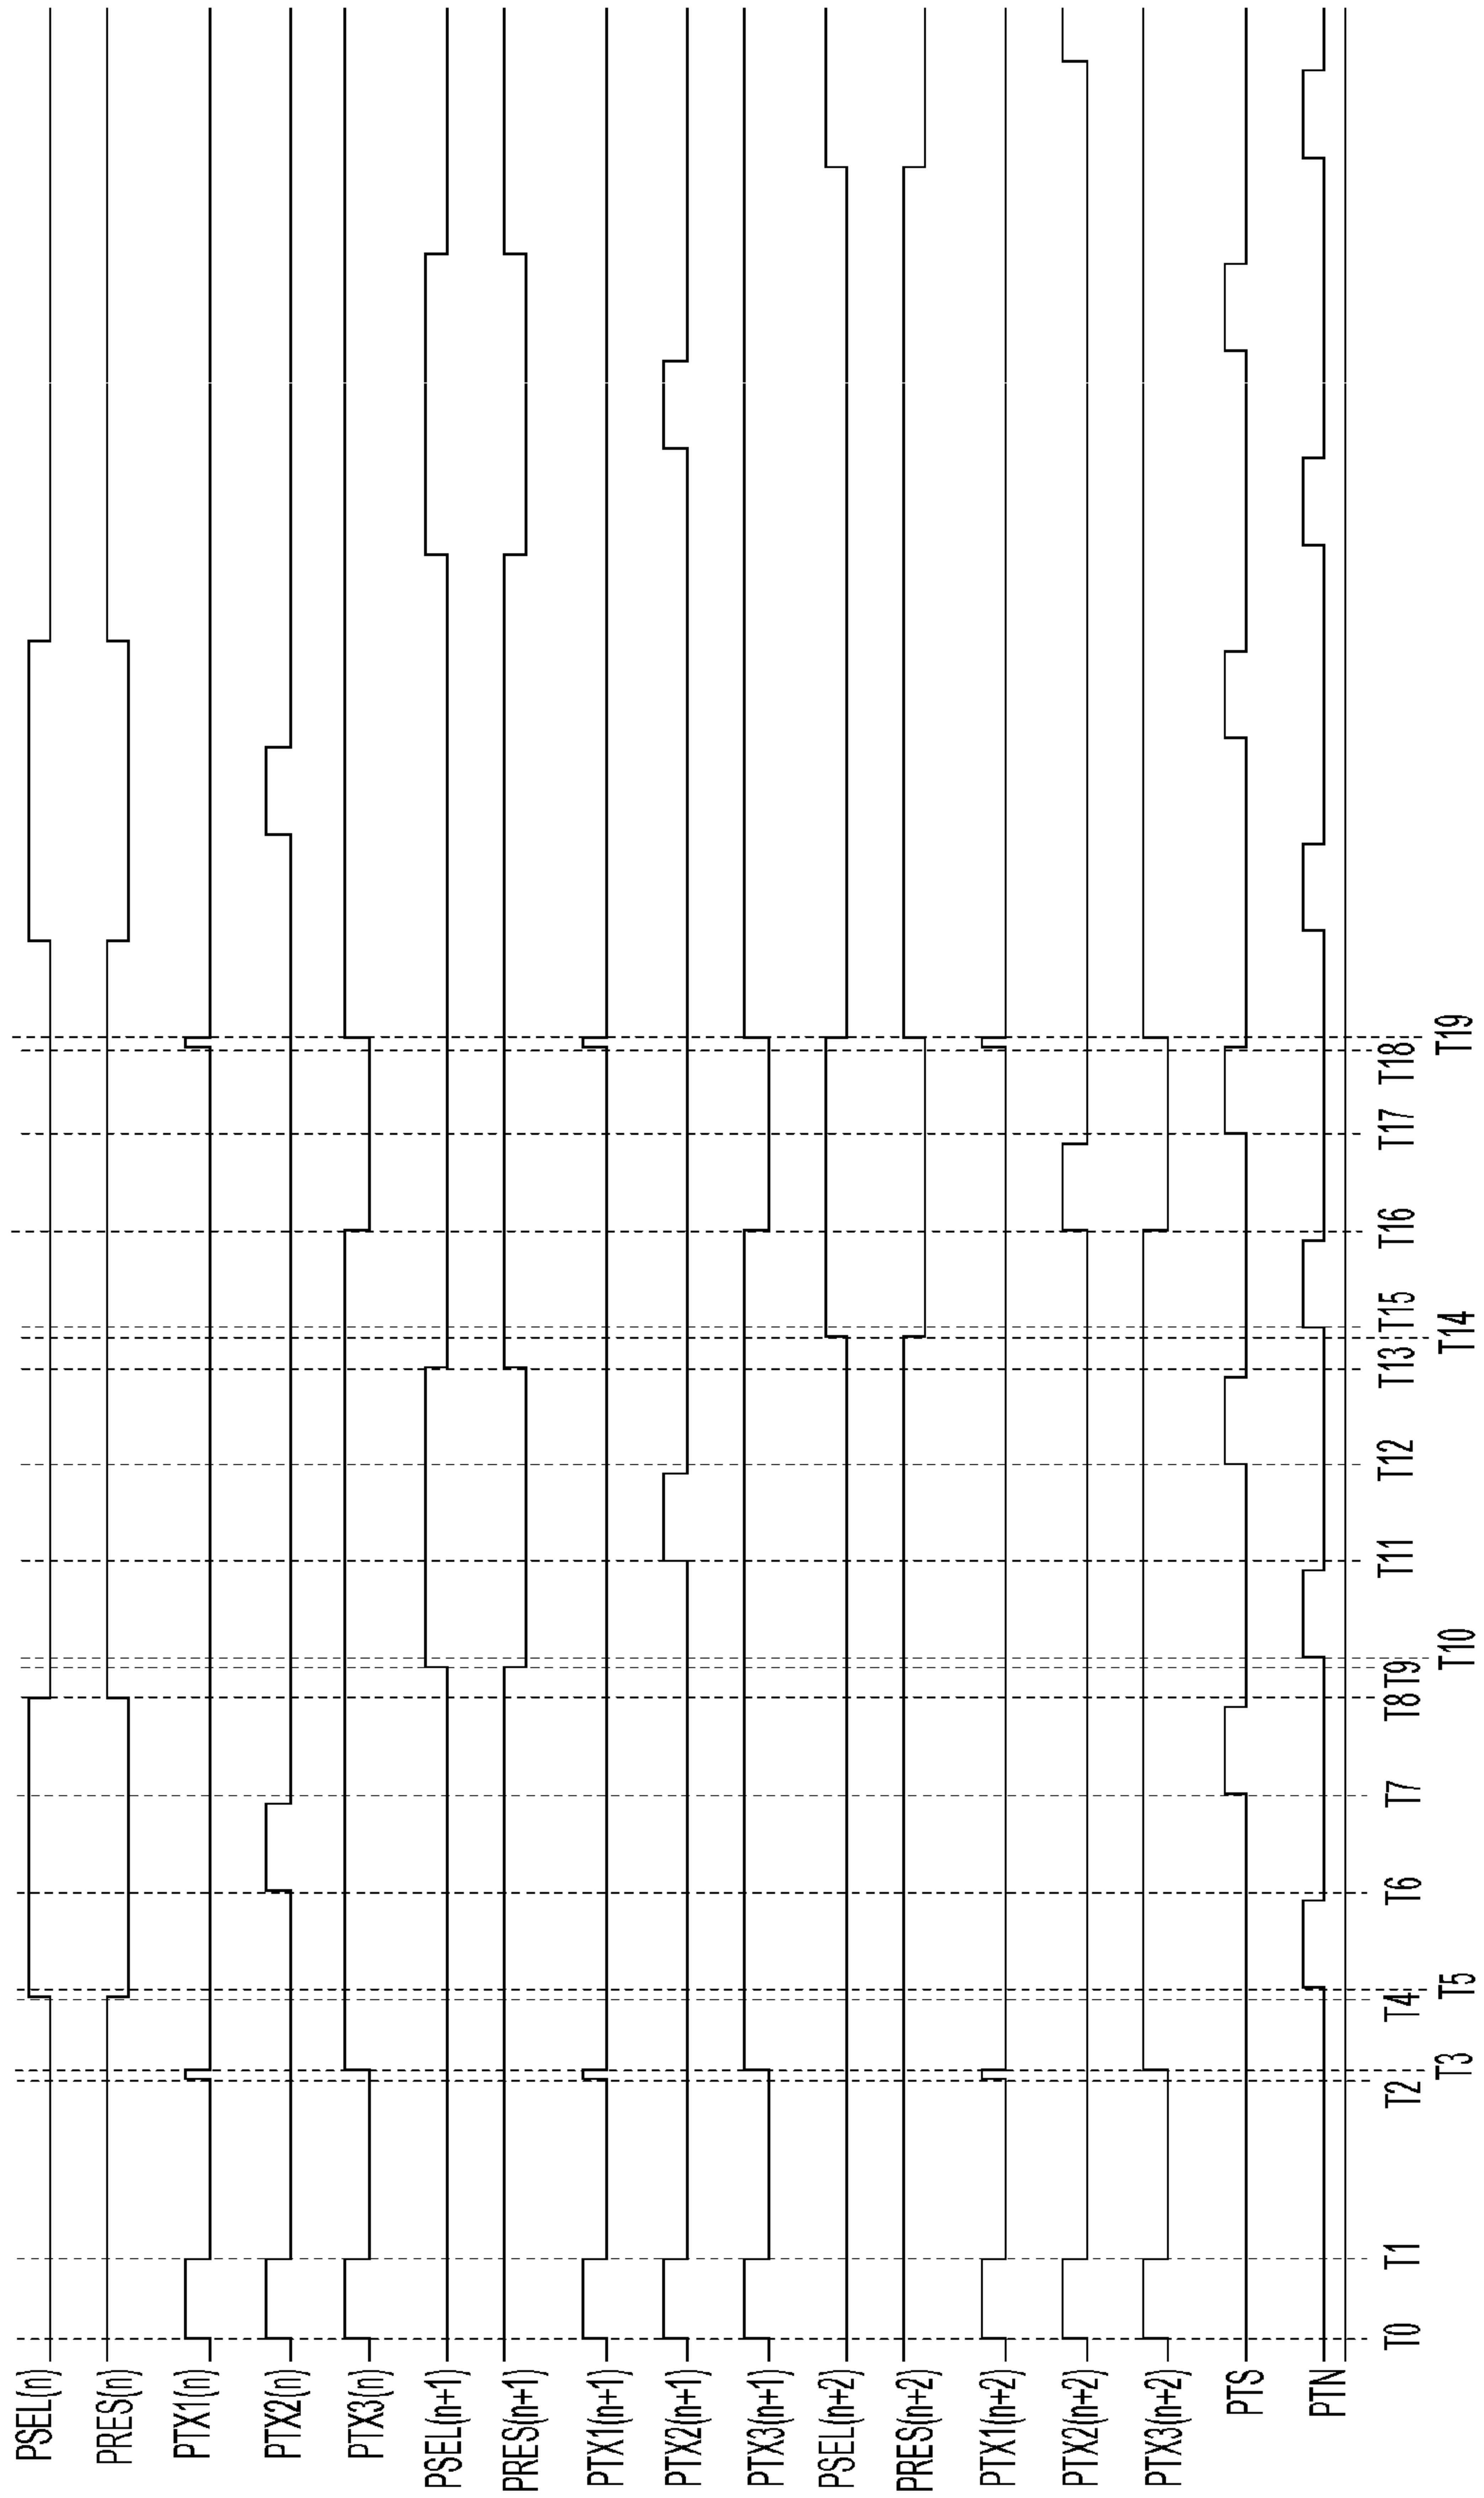 PSEL(n)
PRES(n)
PTX1(n)
PTX2(n)
PTX3(n)
PSEL(n+1)
PRES(n+1)
PTX1(n+1)
PTX2(n+1)
PTX3(n+1)
PSEL(n+2)
PRES(n+2)
PTX1(n+2)
PTX2(n+2)
PTX3(n+2)
PTS
PTN
T0 T1 T2 T4 T6 T7 T8 T9 T11 T12 T13 T15 T16 T17 T18
T3 T5 T10 T14 T19